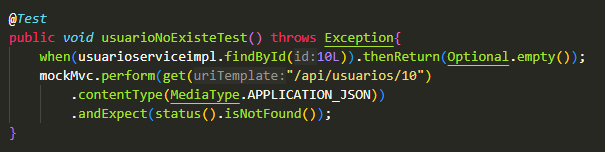 @Test
public void usuarioNoExisteTest() throws Exception{
when(usuarioserviceimpl.findById(id:10L)).thenReturn(Optional.empty());
mockMvc.perform(get(uriTemplate:"/api/usuarios/10")
.contentType(MediaType.APPLICATION_JSON))
.andExpect(status().isNotFound());
}